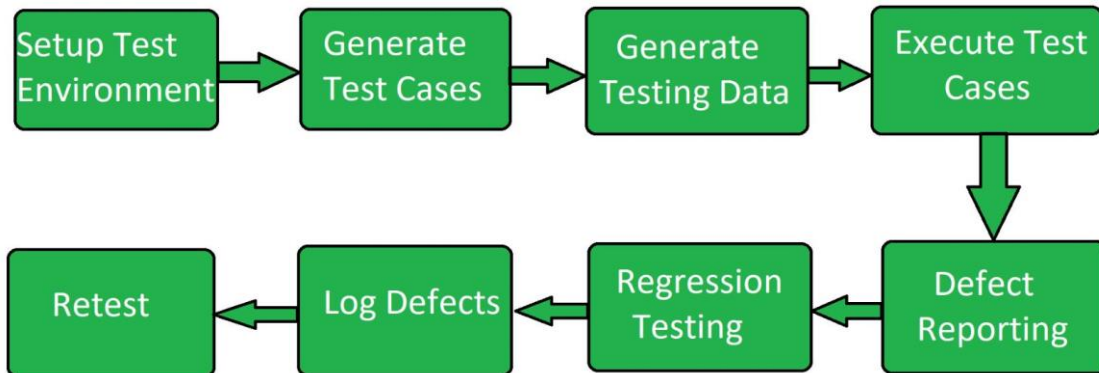 Setup Test
Environment
Generate
Test Cases
Generate
Testing Data
Execute Test
Cases
Defect
Reporting
Regression
Testing
Log Defects
Retest